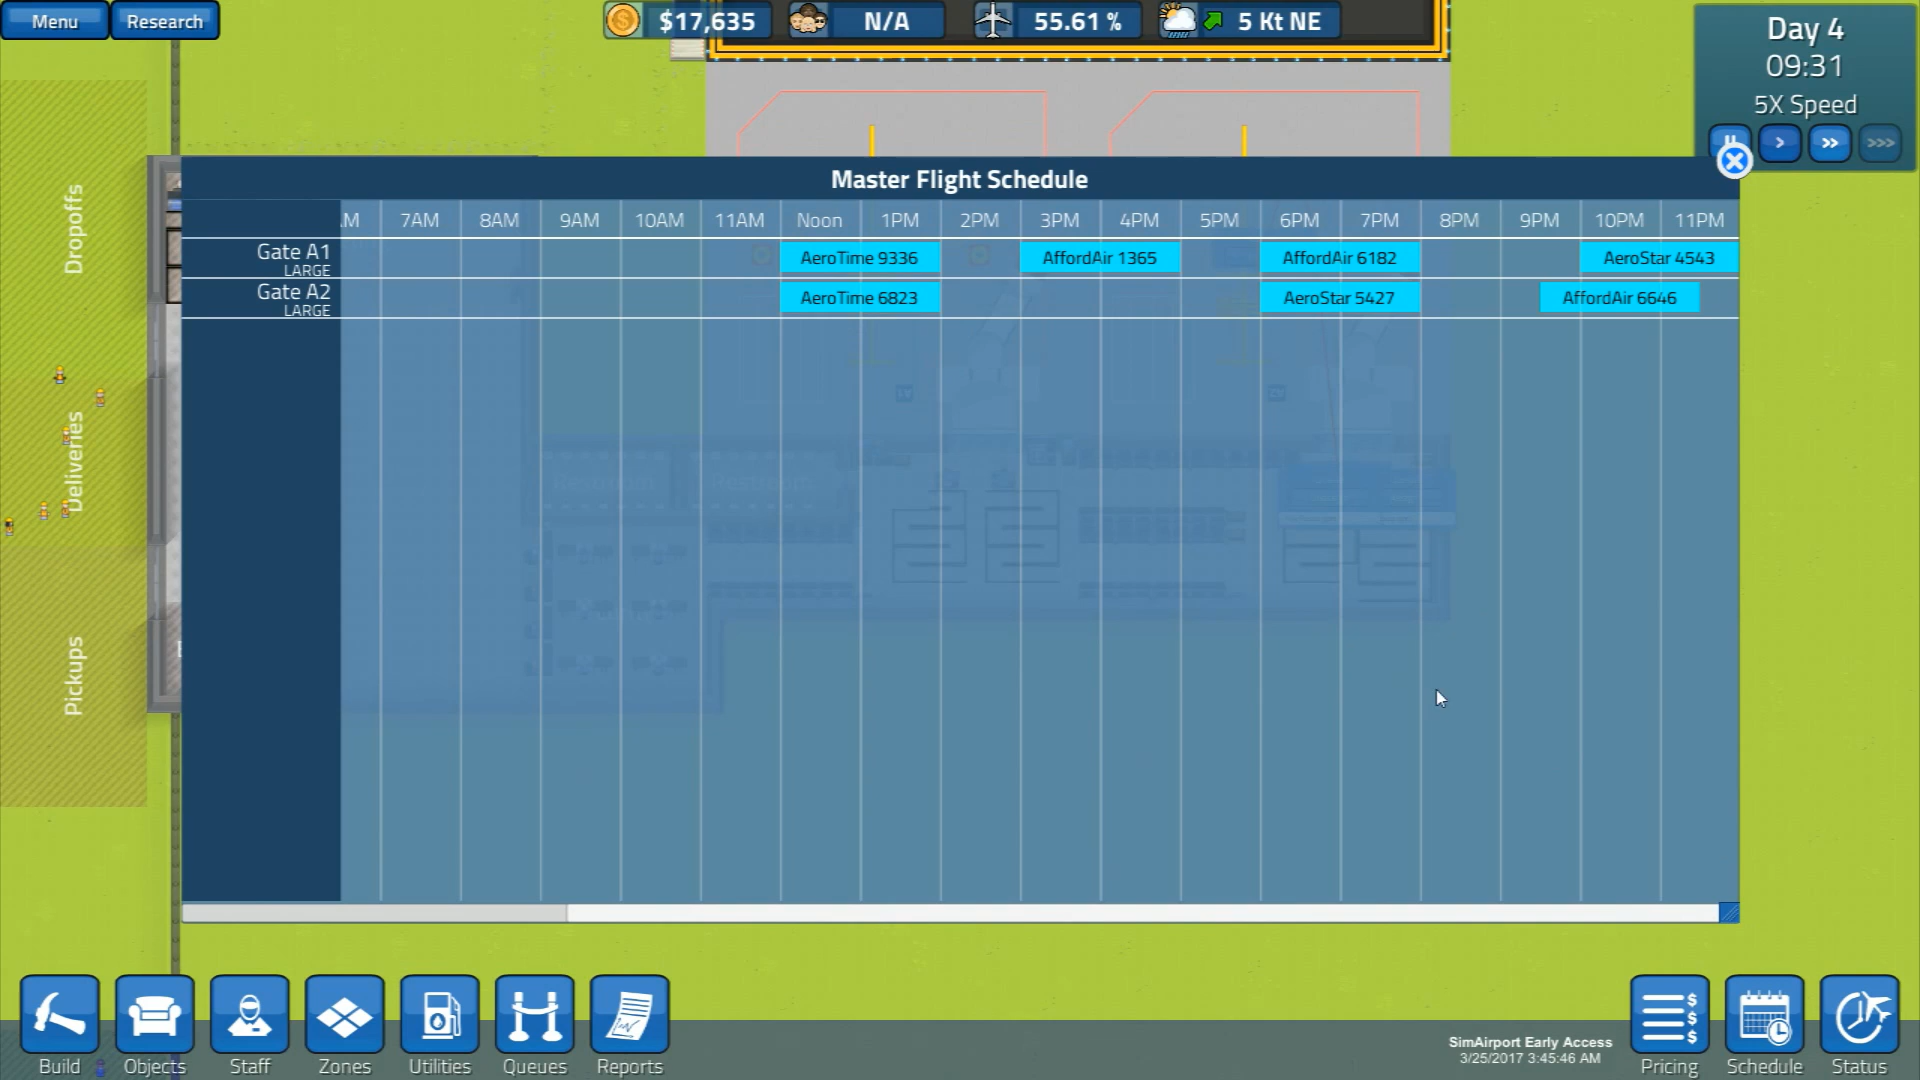 Menu
Research
$17,635
N/A
55.61 %
5 Kt NE
Day 4
09:31
5X Speed
Dropoffs
Deliveries
Pickups
Master Flight Schedule
7AM 8AM 9AM 10AM 11AM Noon 1PM 2PM 3PM 4PM 5PM 6PM 7PM 8PM 9PM 10PM 11PM
Gate A1
LARGE
AeroTime 9336
AffordAir 1365
AffordAir 6182
AeroStar 4543
Gate A2
LARGE
AeroTime 6823
AeroStar 5427
AffordAir 6646
Restroom
Restroom
Build
Objects
Staff
Zones
Utilities
Queues
Reports
SimAirport Early Access
3/25/2017 3:45:46 AM
Pricing
Schedule
Status